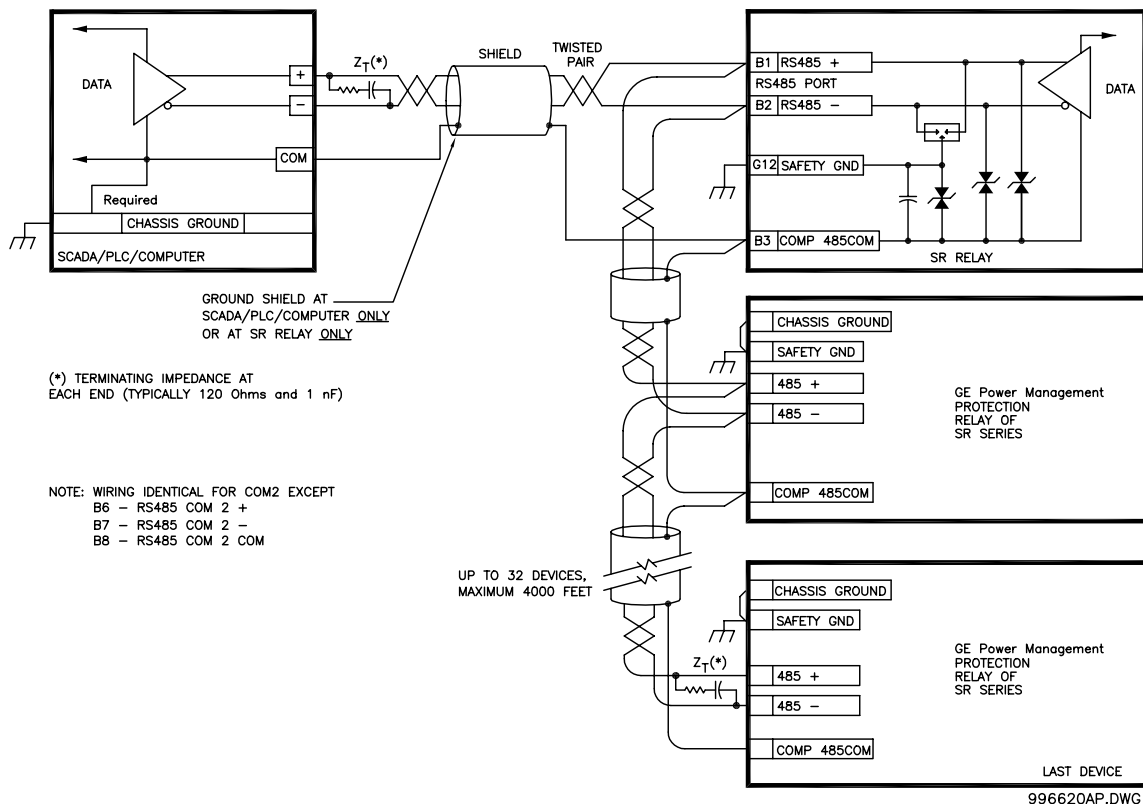 DATA
+
-
COM
Required
CHASSIS GROUND
SCADA/PLC/COMPUTER
ZT(*)
SHIELD
TWISTED
PAIR
B1 RS485 +
RS485 PORT
B2 RS485 -
G12 SAFETY GND
B3 COMP 485COM
SR RELAY
DATA
GROUND SHIELD AT
SCADA/PLC/COMPUTER ONLY
OR AT SR RELAY ONLY
(*) TERMINATING IMPEDANCE AT
EACH END (TYPICALLY 120 Ohms and 1 nF)
NOTE: WIRING IDENTICAL FOR COM2 EXCEPT
B6 - RS485 COM 2 +
B7 - RS485 COM 2 -
B8 - RS485 COM 2 COM
CHASSIS GROUND
SAFETY GND
485 +
485 -
COMP 485COM
GE Power Management
PROTECTION
RELAY OF
SR SERIES
UP TO 32 DEVICES,
MAXIMUM 4000 FEET
CHASSIS GROUND
SAFETY GND
ZT(*)
485 +
485 -
COMP 485COM
GE Power Management
PROTECTION
RELAY OF
SR SERIES
LAST DEVICE
996620AP.DWG